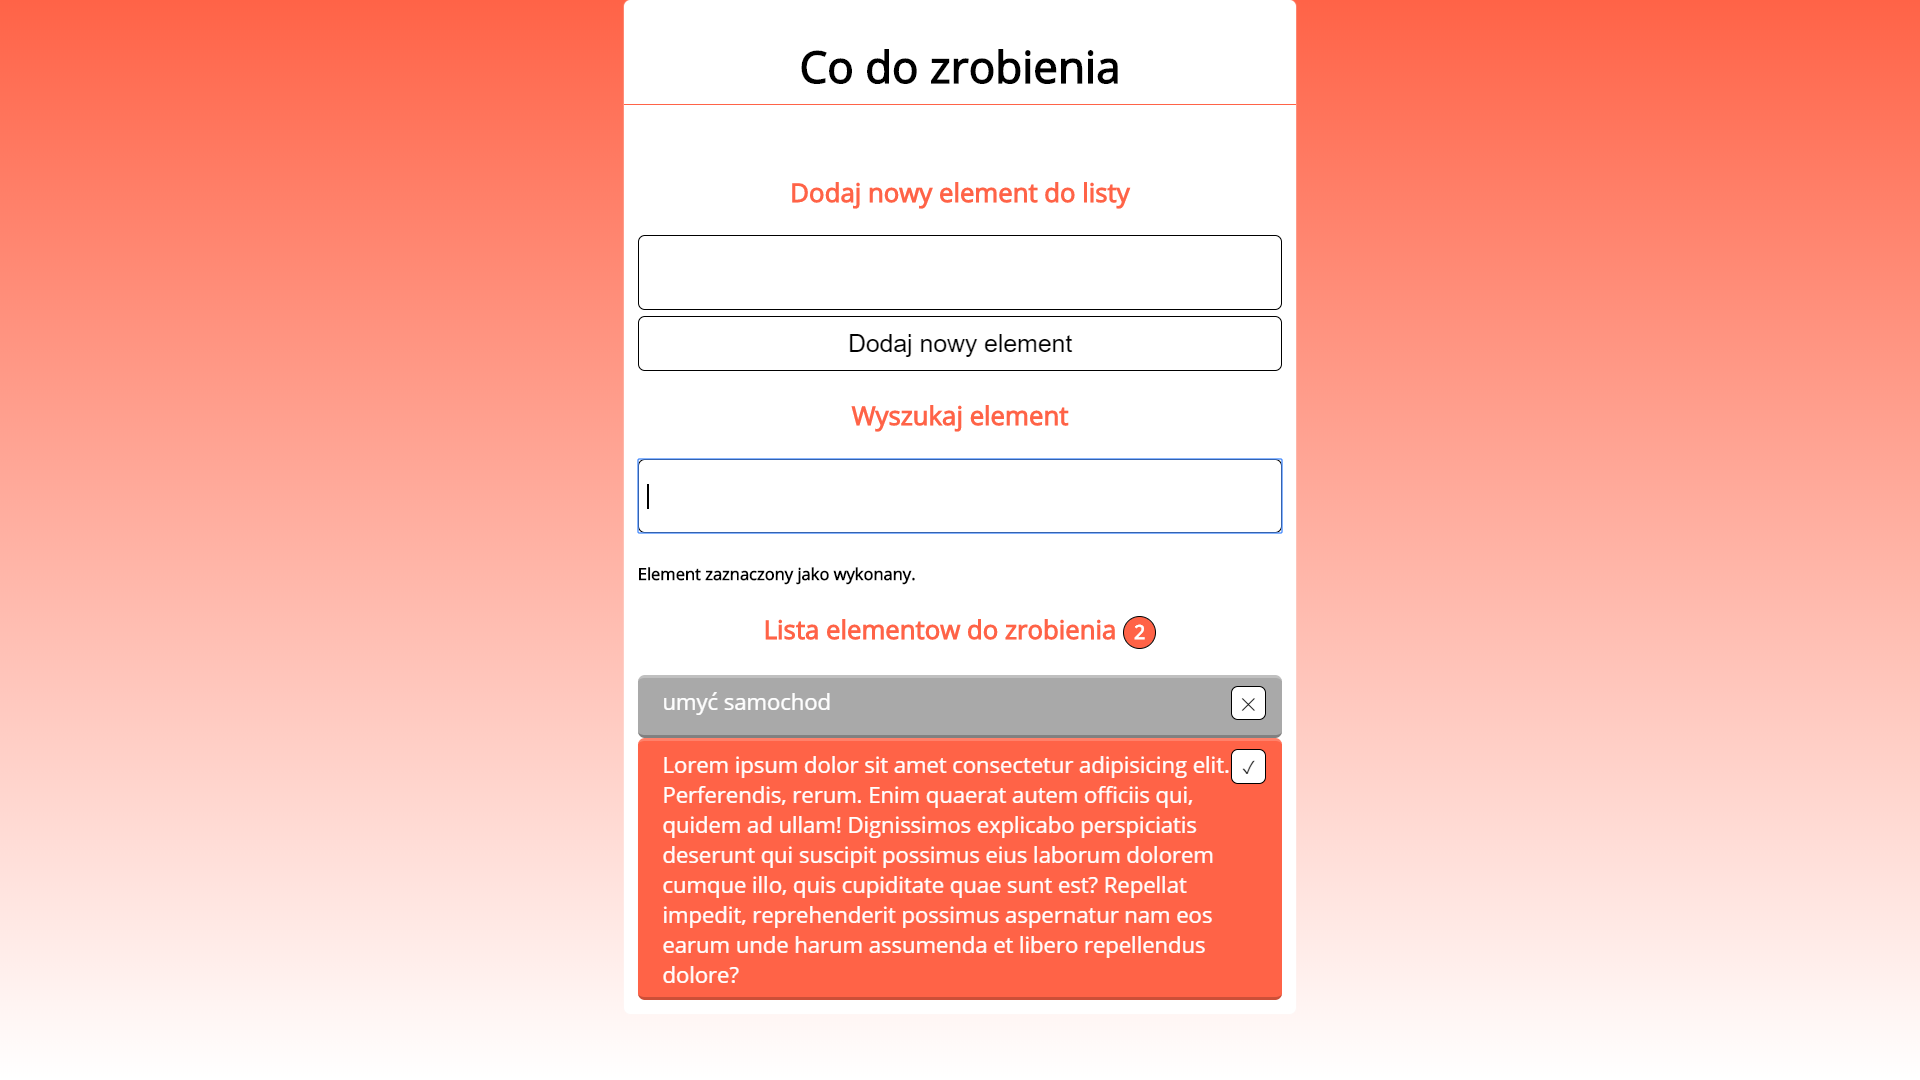 Co do zrobienia
Dodaj nowy element do listy
Dodaj nowy element
Wyszukaj element
Element zaznaczony jako wykonany.
Lista elementow do zrobienia 2
umyć samochod
Lorem ipsum dolor sit amet consectetur adipisicing elit.
Perferendis, rerum. Enim quaerat autem officiis qui,
quidem ad ullam! Dignissimos explicabo perspiciatis
deserunt qui suscipit possimus eius laborum dolorem
cumque illo, quis cupiditate quae sunt est? Repellat
impedit, reprehenderit possimus aspernatur nam eos
earum unde harum assumenda et libero repellendus
dolore?